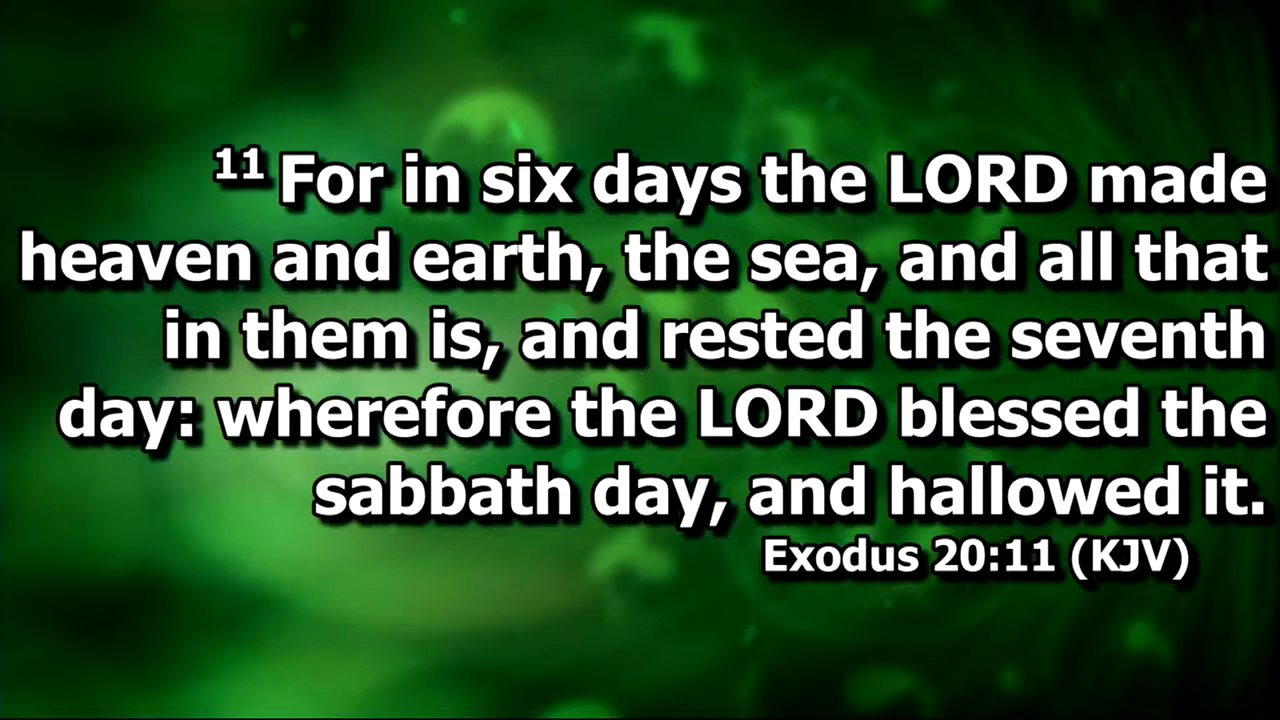 11 For in six days the LORD made
heaven and earth, the sea, and all that
in them is, and rested the seventh
day: wherefore the LORD blessed the
sabbath day, and hallowed it.
Exodus 20:11 (KJV)